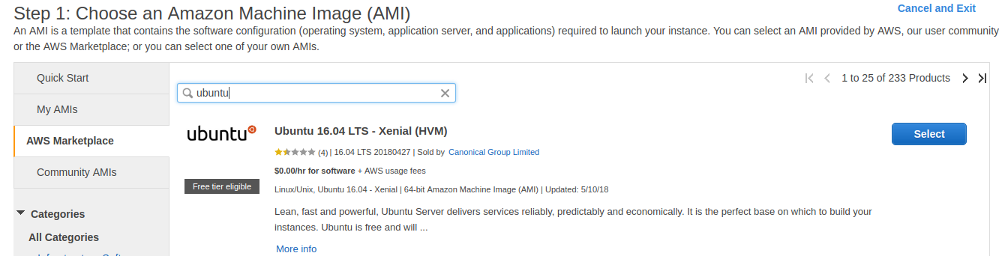 Step 1: Choose an Amazon Machine Image (AMI)
Cancel and Exit
An AMI is a template that contains the software configuration (operating system, application server, and applications) required to launch your instance. You can select an AMI provided by AWS, our user community
or the AWS Marketplace; or you can select one of your own AMIs.
Quick Start
My AMIs
AWS Marketplace
Community AMIs
Categories
All Categories
ubuntu
1 to 25 of 233 Products
ubuntu
Free tier eligible
Ubuntu 16.04 LTS - Xenial (HVM)
Select
(4) | 16.04 LTS 20180427 | Sold by Canonical Group Limited
$0.00/hr for software + AWS usage fees
Linux/Unix, Ubuntu 16.04 - Xenial | 64-bit Amazon Machine Image (AMI) | Updated: 5/10/18
Lean, fast and powerful, Ubuntu Server delivers services reliably, predictably and economically. It is the perfect base on which to build your
instances. Ubuntu is free and will ...
More info